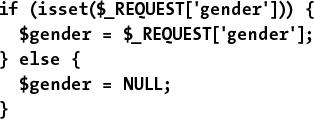 if (isset($_REQUEST['gender'])) {
  $gender = $_REQUEST['gender'];
} else {
  $gender = NULL;
}